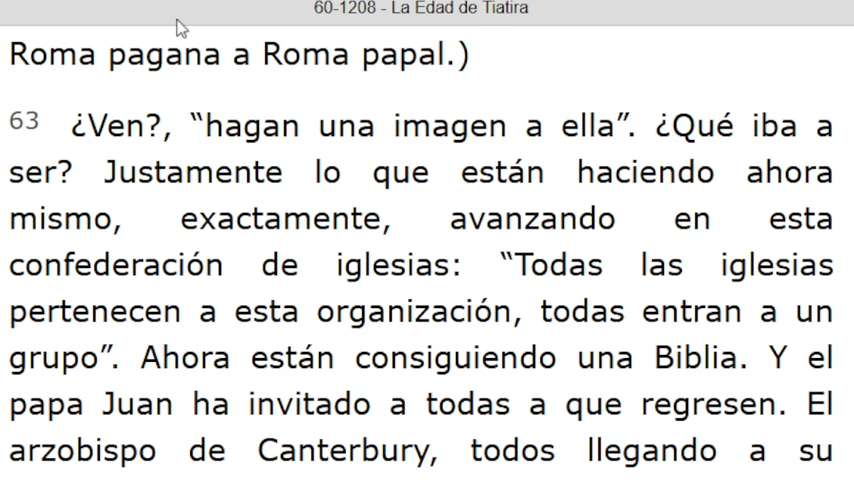 60-1208 - La Edad de Tiatira
Roma pagana a Roma papal.)
63 ¿Ven?, “hagan una imagen a ella”. ¿Qué iba a
ser? Justamente lo que están haciendo ahora
mismo, exactamente, avanzando en esta
confederación de iglesias: “Todas las iglesias
pertenecen a esta organización, todas entran a un
grupo”. Ahora están consiguiendo una Biblia. Y el
papa Juan ha invitado a todas a que regresen. El
arzobispo de Canterbury, todos llegando a su